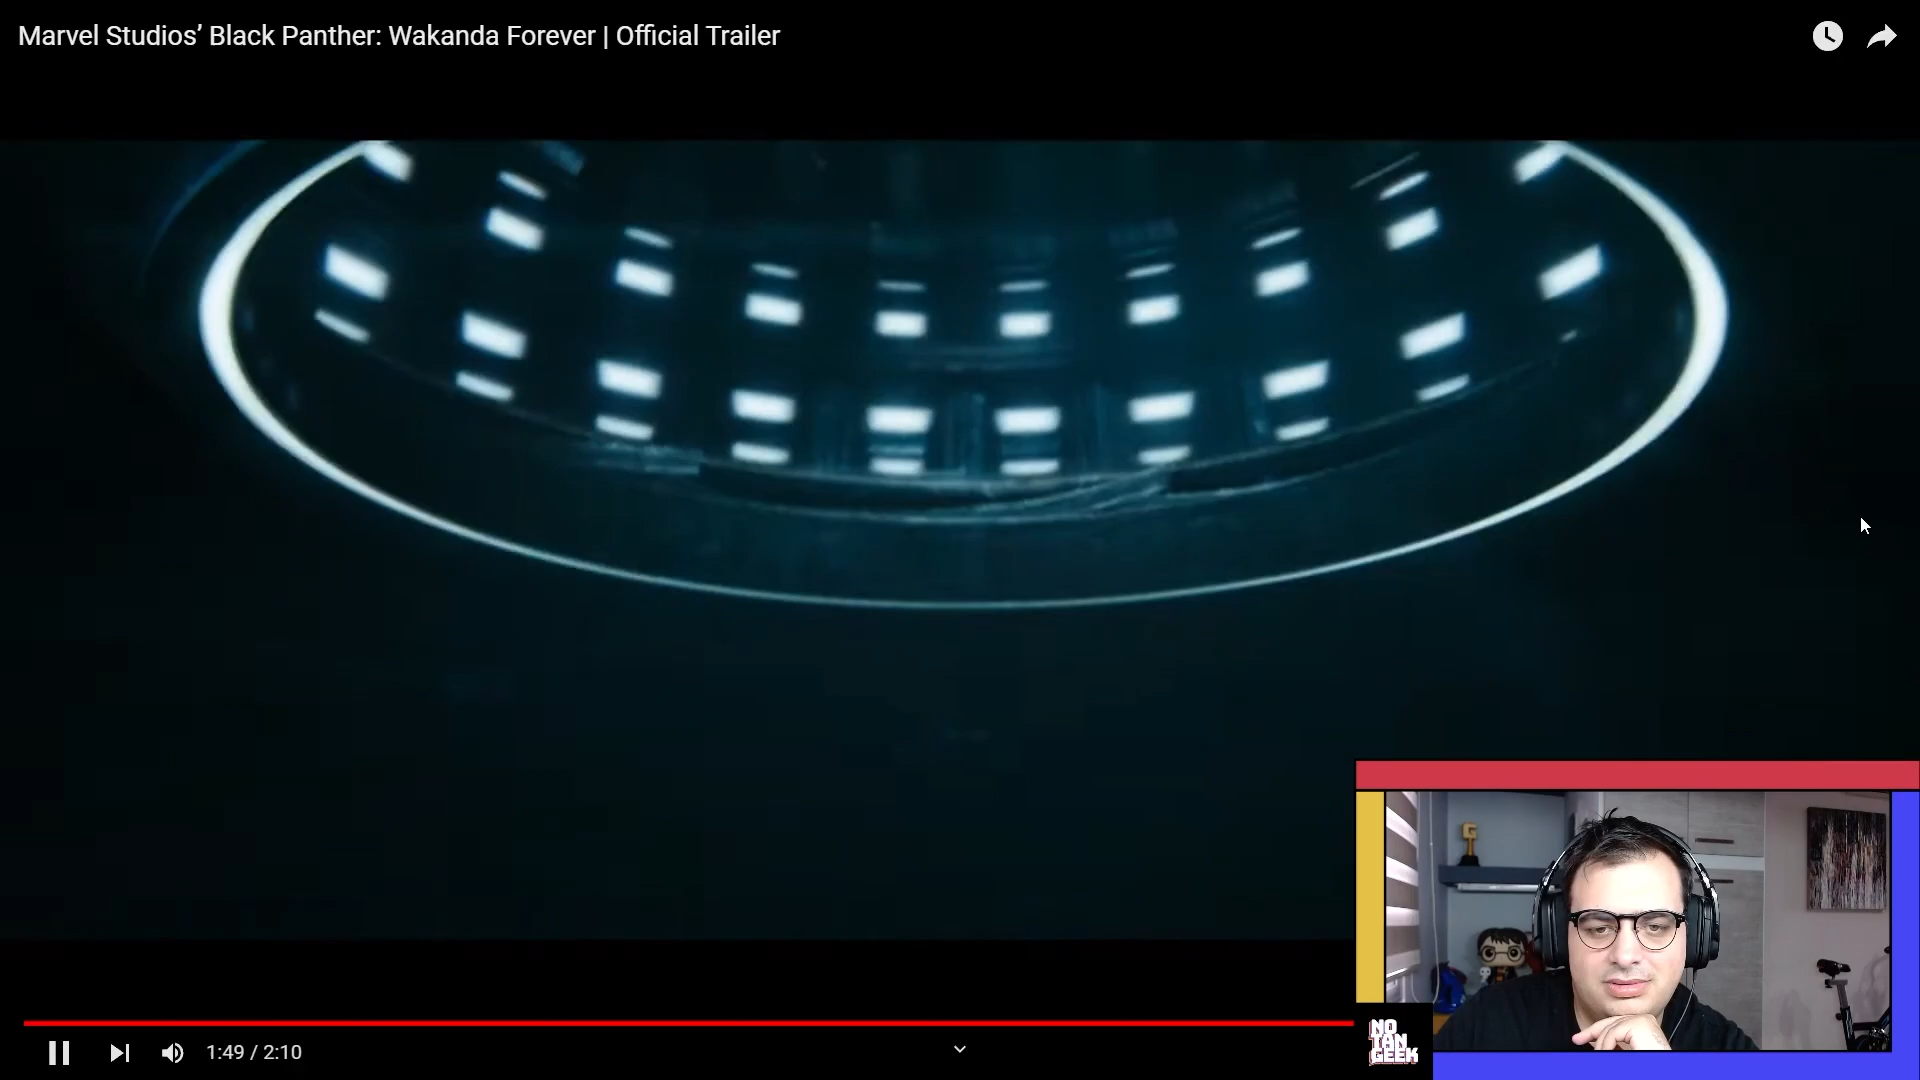 Marvel Studios’ Black Panther: Wakanda Forever | Official Trailer
1:49 / 2:10
NO
TAN
GEEK